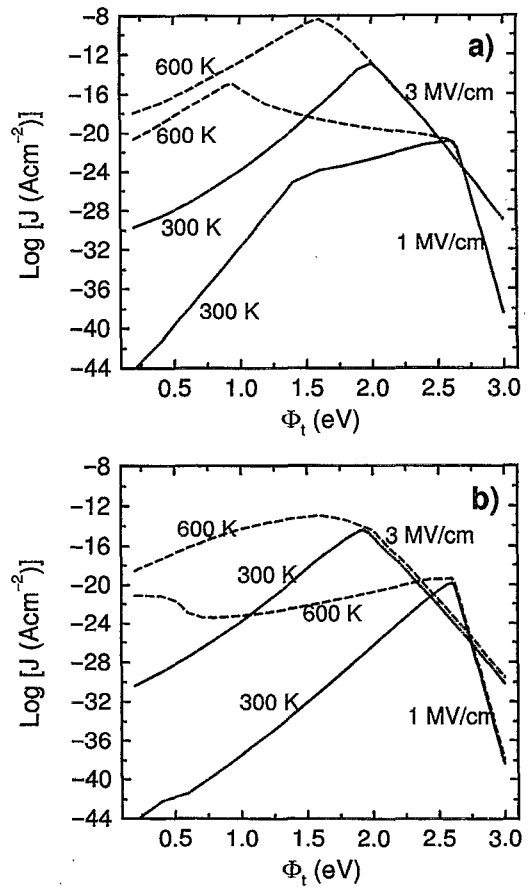 −8
−12
−16
−20
−24
−28
−32
−36
−40
−44
Log [J (Acm⁻²)]
a)
600 K
3 MV/cm
600 K
300 K
1 MV/cm
300 K
0.5 1.0 1.5 2.0 2.5 3.0
Φt (eV)
−8
−12
−16
−20
−24
−28
−32
−36
−40
−44
Log [J (Acm⁻²)]
b)
600 K
3 MV/cm
300 K
600 K
300 K
1 MV/cm
0.5 1.0 1.5 2.0 2.5 3.0
Φt (eV)